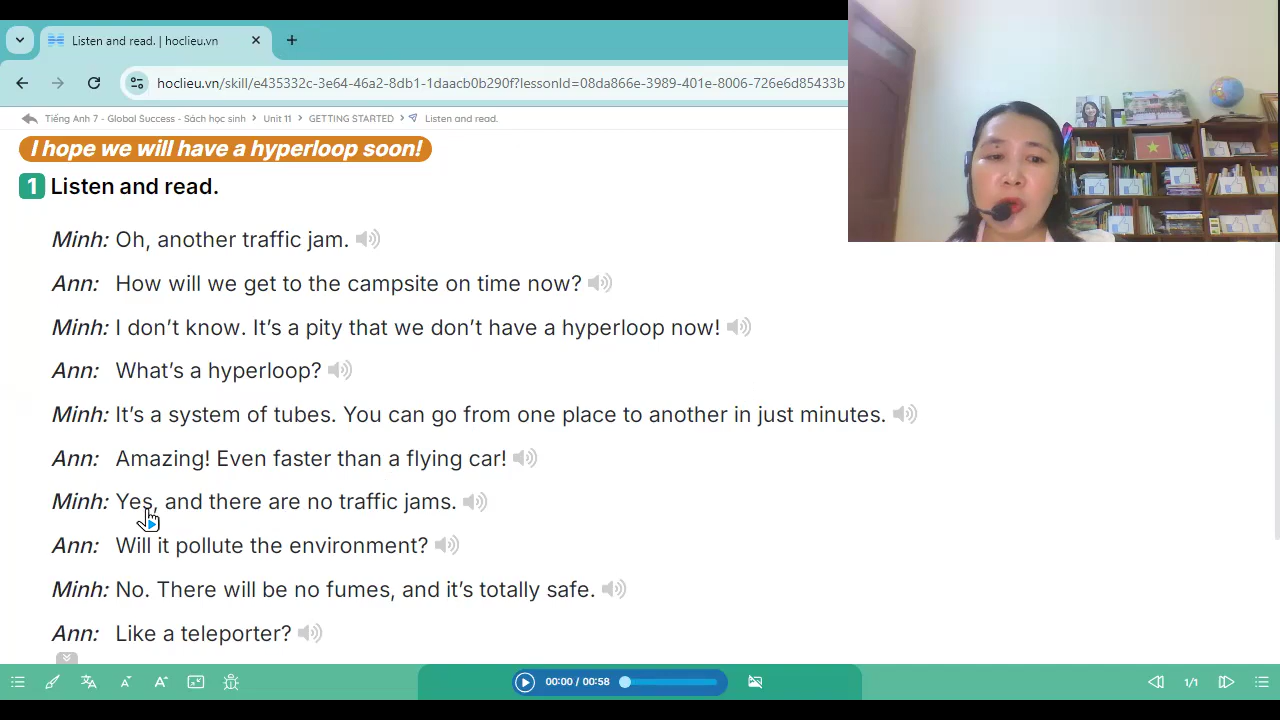 Listen and read. | hoclieu.vn
hoclieu.vn/skill/e435332c-3e64-46a2-8db1-1daacb0b290f?lessonId=08da866e-3989-401e-8006-726e6d85433b
Tiếng Anh 7 - Global Success - Sách học sinh > Unit 11 > GETTING STARTED > Listen and read.
I hope we will have a hyperloop soon!
1 Listen and read.
Minh: Oh, another traffic jam.
Ann: How will we get to the campsite on time now?
Minh: I don't know. It's a pity that we don't have a hyperloop now!
Ann: What's a hyperloop?
Minh: It's a system of tubes. You can go from one place to another in just minutes.
Ann: Amazing! Even faster than a flying car!
Minh: Yes, and there are no traffic jams.
Ann: Will it pollute the environment?
Minh: No. There will be no fumes, and it's totally safe.
Ann: Like a teleporter?
00:00 / 00:58
1/1